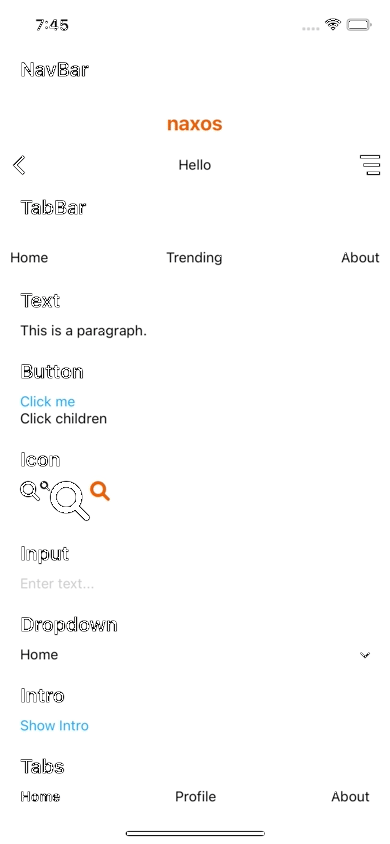 7:45
NavBar
naxos
Hello
TabBar
Home Trending About
Text
This is a paragraph.
Button
Click me
Click children
Icon
Input
Enter text...
Dropdown
Home
Intro
Show Intro
Tabs
Home Profile About